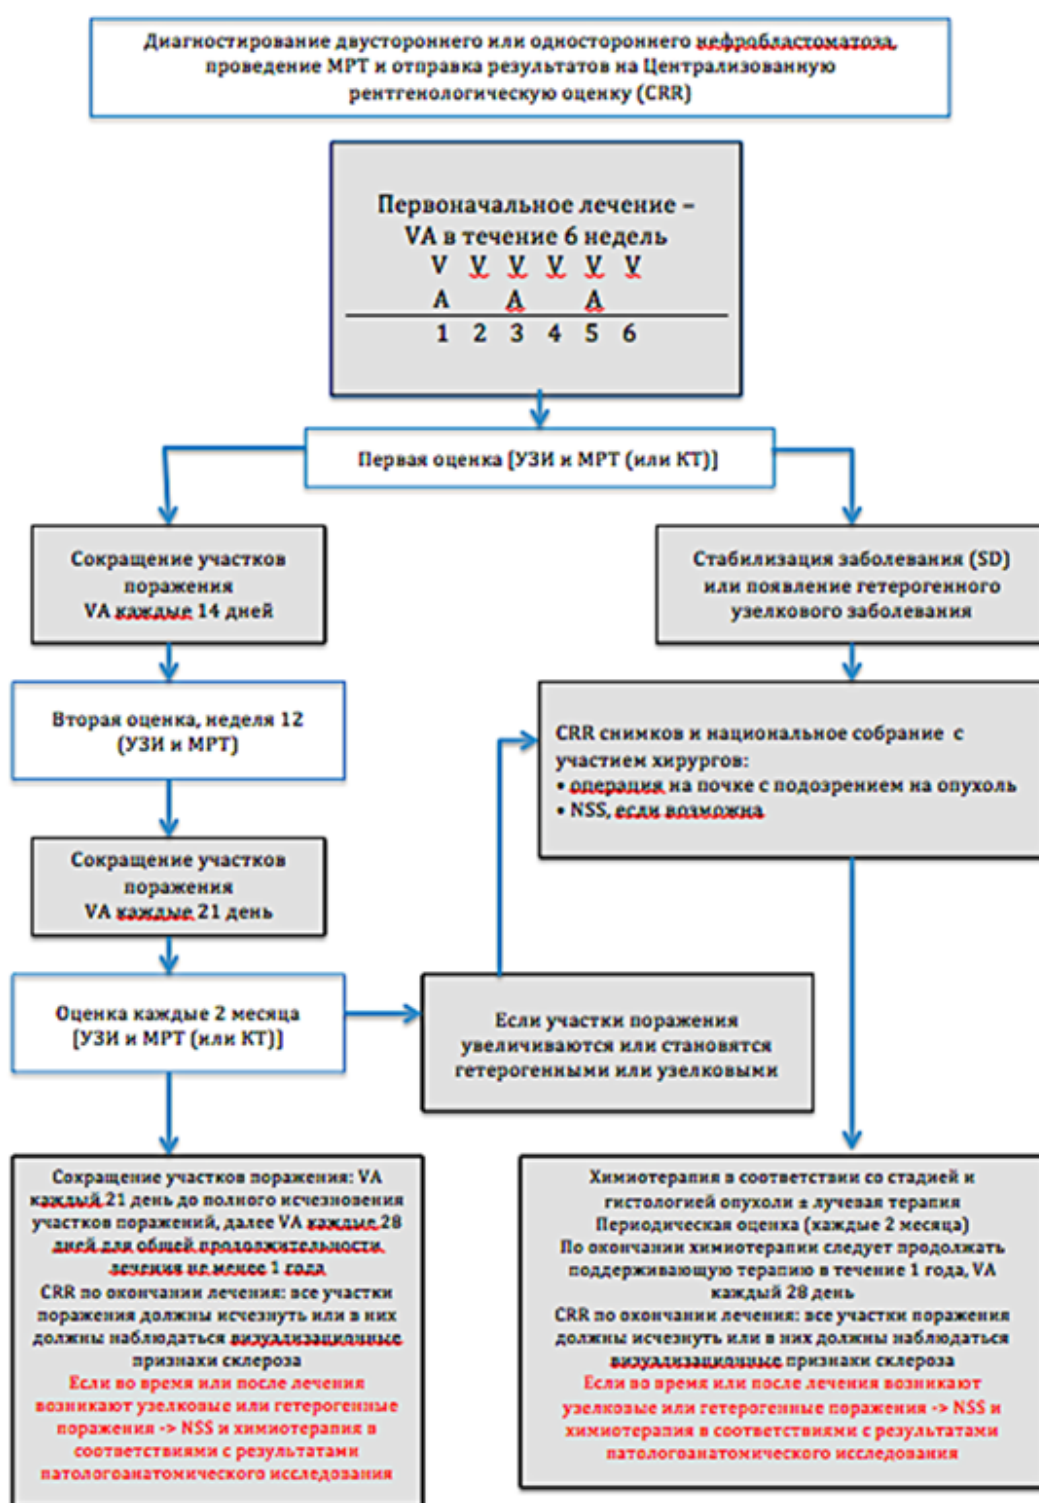 Диагностирование двустороннего или одностороннего нефробластоматоза,
проведение МРТ и отправка результатов на Централизованную
рентгенологическую оценку (CRR)
Первоначальное лечение –
VA в течение 6 недель
V V V V V V
A A A
1 2 3 4 5 6
Первая оценка [УЗИ и МРТ (или КТ)]
Сокращение участков
поражения
VA каждые 14 дней
Стабилизация заболевания (SD)
или появление гетерогенного
узелкового заболевания
Вторая оценка, неделя 12
(УЗИ и МРТ)
CRR снимков и национальное собрание с
участием хирургов:
• операция на почке с подозрением на опухоль
• NSS, если возможна
Сокращение участков
поражения
VA каждые 21 день
Оценка каждые 2 месяца
[УЗИ и МРТ (или КТ)]
Если участки поражения
увеличиваются или становятся
гетерогенными или узелковыми
Сокращение участков поражения: VA
каждый 21 день до полного исчезновения
участков поражений, далее VA каждые 28
дней для общей продолжительности
лечения не менее 1 года
CRR по окончании лечения: все участки
поражения должны исчезнуть или в них
должны наблюдаться визуализационные
признаки склероза
Если во время или после лечения
возникают узелковые или гетерогенные
поражения -> NSS и химиотерапия в
соответствиями с результатами
патологоанатомического исследования
Химиотерапия в соответствии со стадией и
гистологией опухоли ± лучевая терапия
Периодическая оценка (каждые 2 месяца)
По окончании химиотерапии следует продолжать
поддерживающую терапию в течение 1 года, VA
каждый 28 день
CRR по окончании лечения: все участки поражения
должны исчезнуть или в них должны наблюдаться
визуализационные признаки склероза
Если во время или после лечения возникают
узелковые или гетерогенные поражения -> NSS и
химиотерапия в соответствиями с результатами
патологоанатомического исследования